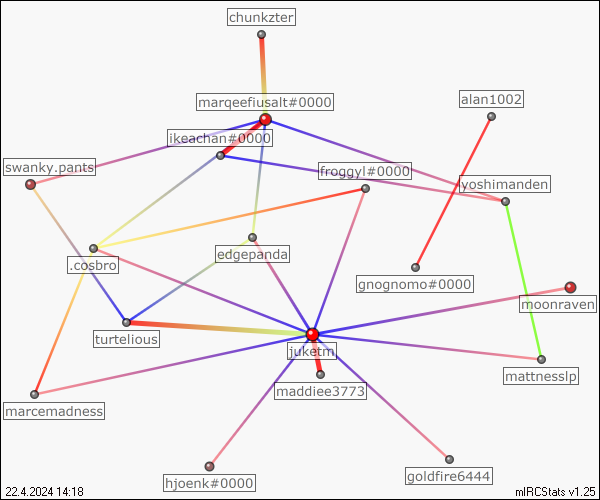 chunkzter
alan1002
marqeefiusalt#0000
ikeachan#0000
swanky.pants
froggyl#0000
yoshimanden
.cosbro
edgepanda
gnognomo#0000
moonraven
turtelious
juketm
mattnesslp
maddiee3773
marcemadness
hjoenk#0000
goldfire6444
22.4.2024 14:18
mIRCStats v1.25